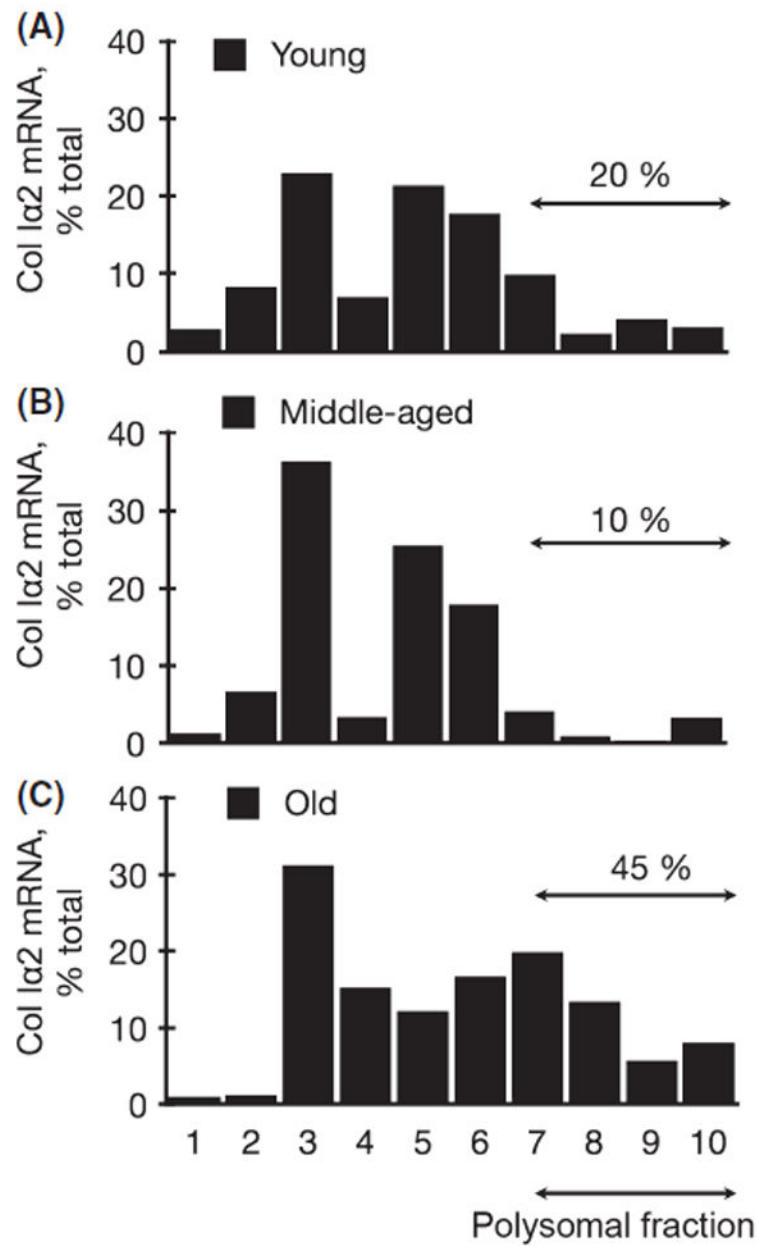 (A)
Young
Col Iα2 mRNA,
% total
40
30
20
10
0
20 %
(B)
Middle-aged
Col Iα2 mRNA,
% total
40
30
20
10
0
10 %
(C)
Old
Col Iα2 mRNA,
% total
40
30
20
10
0
45 %
1 2 3 4 5 6 7 8 9 10
Polysomal fraction